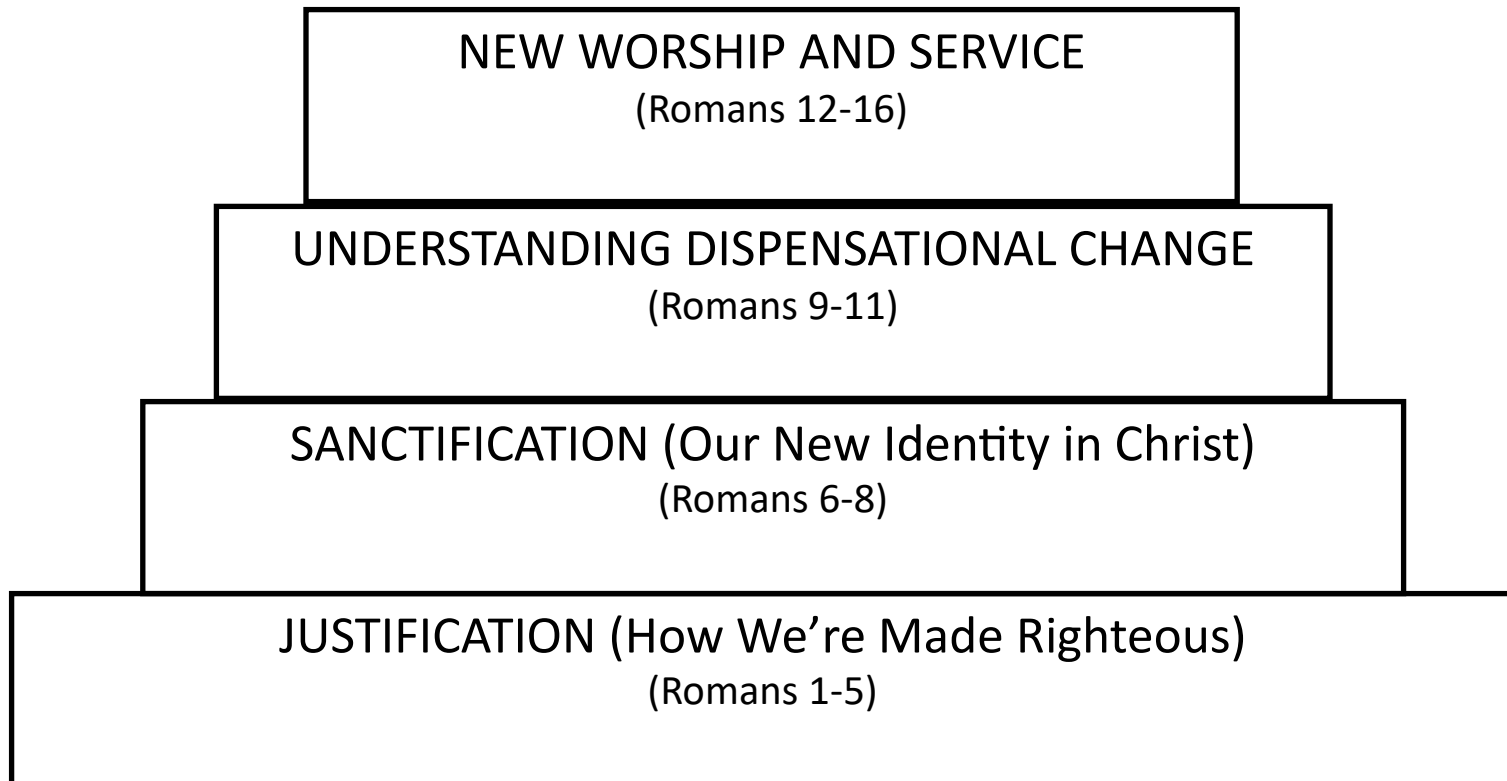 NEW WORSHIP AND SERVICE
(Romans 12-16)
UNDERSTANDING DISPENSATIONAL CHANGE
(Romans 9-11)
SANCTIFICATION (Our New Identity in Christ)
(Romans 6-8)
JUSTIFICATION (How We’re Made Righteous)
(Romans 1-5)